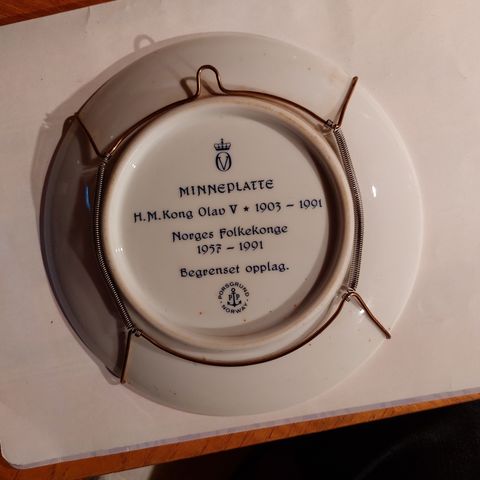 MINNEPLATTE
H.M. Kong Olav V ★ 1903 – 1991
Norges Folkekonge
1957 – 1991
Begrenset opplag.
PORSGRUND
P P
NORWAY